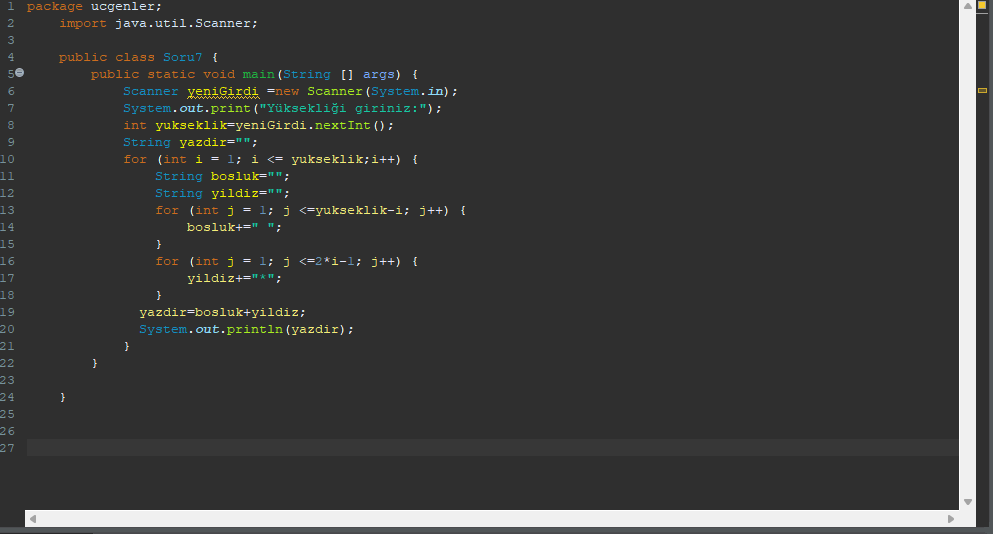 1 package ucgenler;
2 import java.util.Scanner;
3
4 public class Soru7 {
5 public static void main(String [] args) {
6 Scanner yeniGirdi =new Scanner(System.in);
7 System.out.print("Yüksekliği giriniz:");
8 int yukseklik=yeniGirdi.nextInt();
9 String yazdir="";
10 for (int i = 1; i <= yukseklik;i++) {
11 String bosluk="";
12 String yildiz="";
13 for (int j = 1; j <=yukseklik-i; j++) {
14 bosluk+=" ";
15 }
16 for (int j = 1; j <=2*i-1; j++) {
17 yildiz+="*";
18 }
19 yazdir=bosluk+yildiz;
20 System.out.println(yazdir);
21 }
22 }
23
24 }
25
26
27